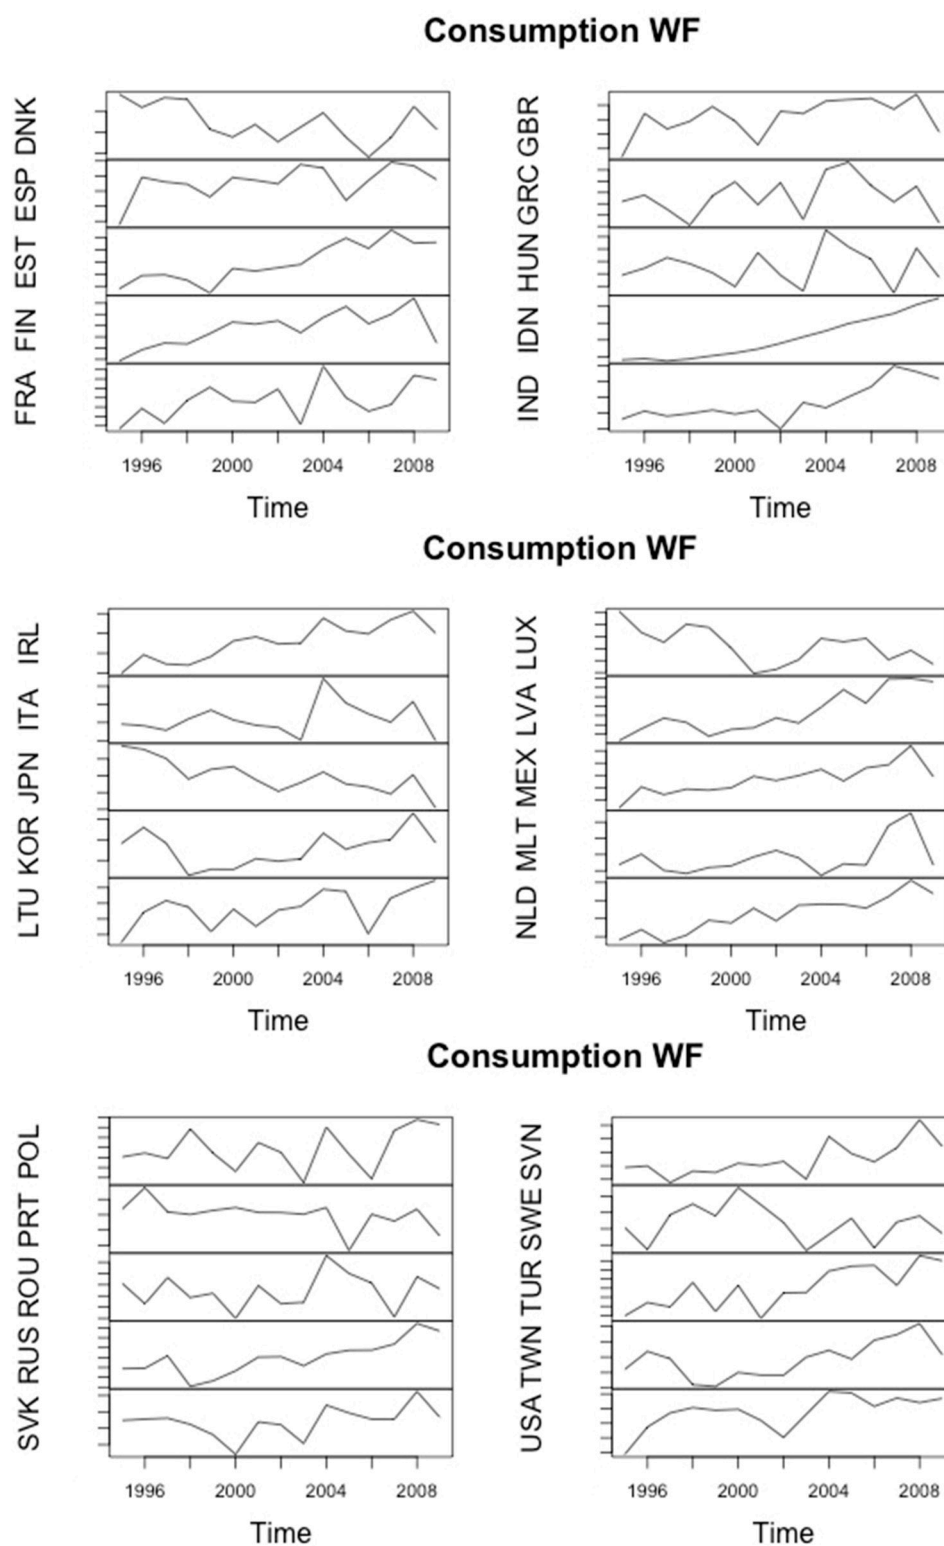 Consumption WF
DNK
ESP
EST
FIN
FRA
1996 2000 2004 2008
Time
GBR
GRC
HUN
IDN
IND
1996 2000 2004 2008
Time
Consumption WF
IRL
ITA
JPN
KOR
LTU
1996 2000 2004 2008
Time
LUX
LVA
MEX
MLT
NLD
1996 2000 2004 2008
Time
Consumption WF
POL
PRT
ROU
RUS
SVK
1996 2000 2004 2008
Time
SVN
SWE
TUR
TWN
USA
1996 2000 2004 2008
Time